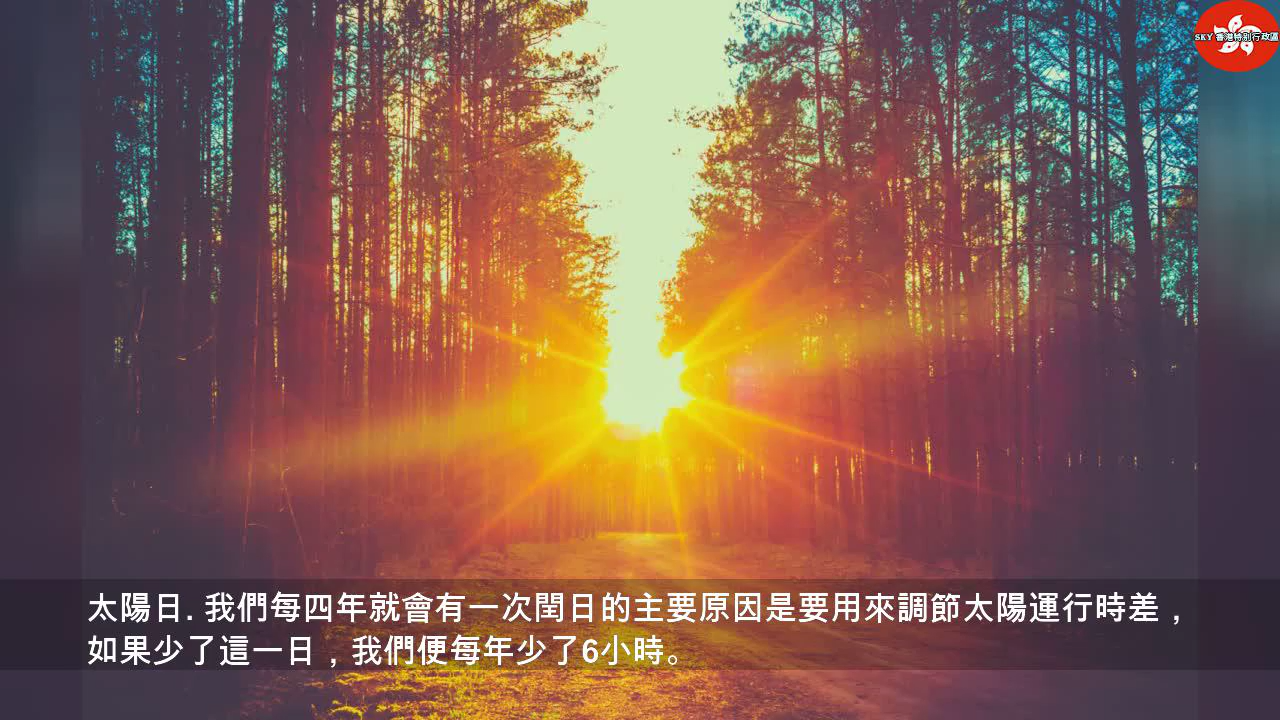 SKY 香港特別行政區
太陽日. 我們每四年就會有一次閏日的主要原因是要用來調節太陽運行時差，
如果少了這一日，我們便每年少了6小時。